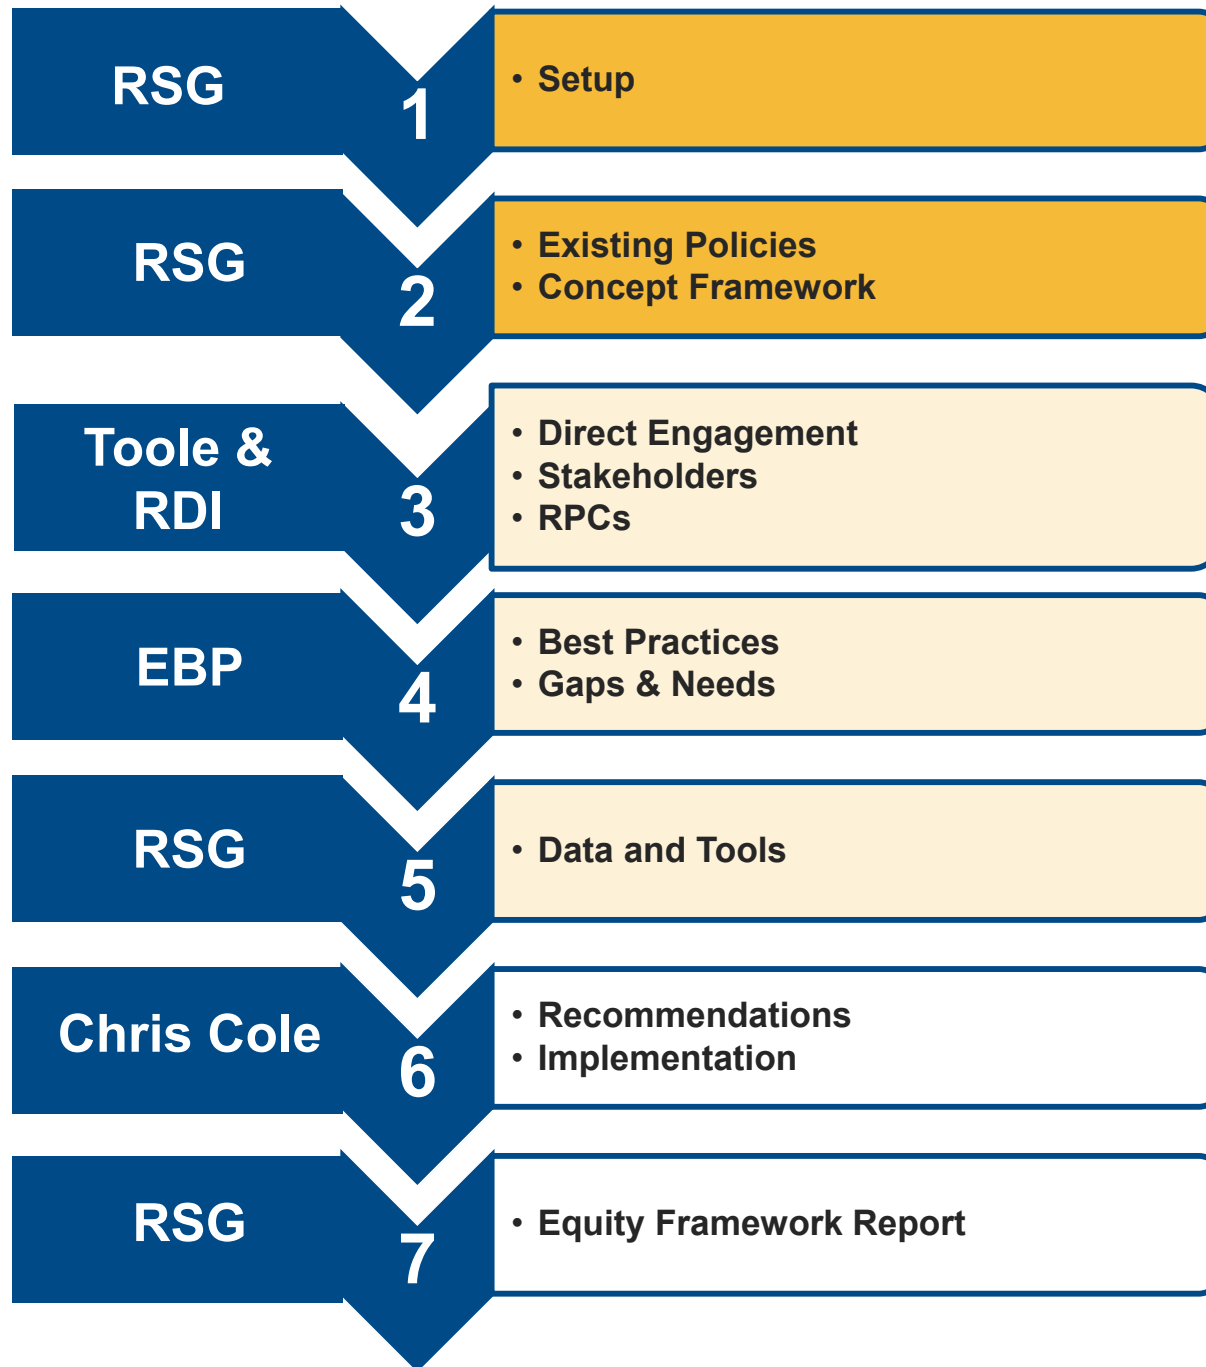 RSG
1
• Setup
RSG
2
• Existing Policies
• Concept Framework
Toole &
RDI
3
• Direct Engagement
• Stakeholders
• RPCs
EBP
4
• Best Practices
• Gaps & Needs
RSG
5
• Data and Tools
Chris Cole
6
• Recommendations
• Implementation
RSG
7
• Equity Framework Report